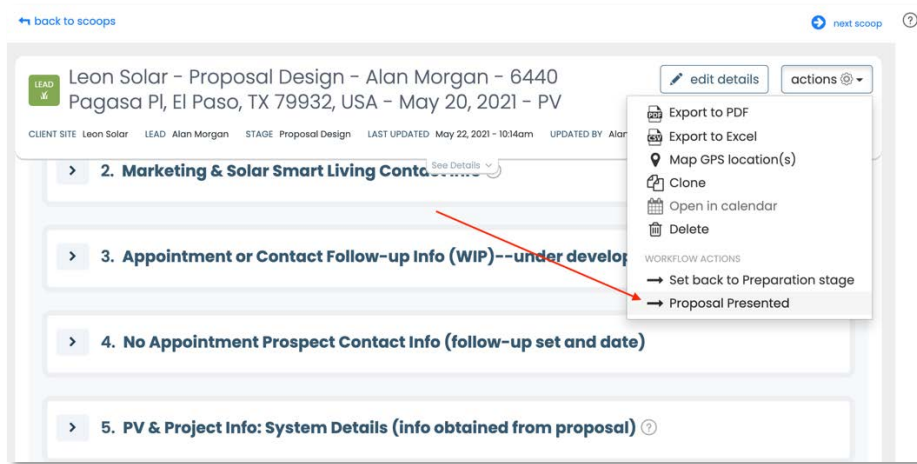 back to scoops
next scoop
LEAD
Leon Solar - Proposal Design - Alan Morgan - 6440
Pagasa Pl, El Paso, TX 79932, USA - May 20, 2021 - PV
edit details
actions
CLIENT SITE Leon Solar LEAD Alan Morgan STAGE Proposal Design LAST UPDATED May 22, 2021 - 10:14am UPDATED BY Alan
See Details
Export to PDF
Export to Excel
Map GPS location(s)
Clone
Open in calendar
Delete
WORKFLOW ACTIONS
Set back to Preparation stage
Proposal Presented
2. Marketing & Solar Smart Living
3. Appointment or Contact Follow-up Info (WIP)--under develop
4. No Appointment Prospect Contact Info (follow-up set and date)
5. PV & Project Info: System Details (info obtained from proposal)